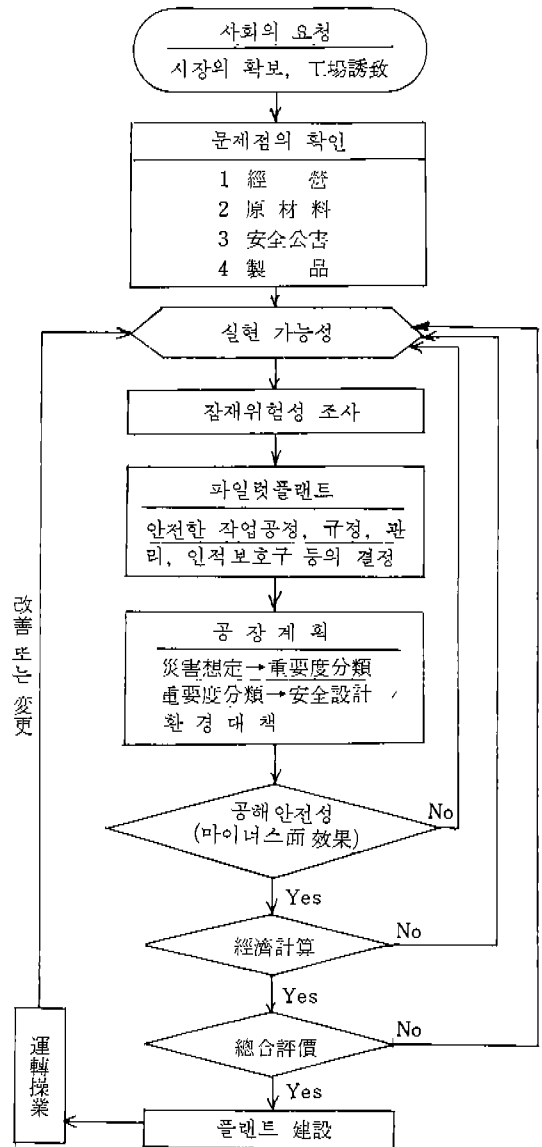 사회의 요청
시장의 확보, 工場誘致
문제점의 확인
1 經 營
2 原 材 料
3 安全公害
4 製 品
실현 가능성
잠재위험성 조사
파일럿플랜트
안전한 작업공정, 규정, 관
리, 인적보호구 등의 결정
공 장 계 획
災害想定→重要度分類
重要度分類→安全設計
환 경 대 책
공해안전성
(마이너스面 效果)
No
Yes
經濟計算
No
Yes
總合評價
No
Yes
플랜트 建設
運轉操業
改善 또는 変更